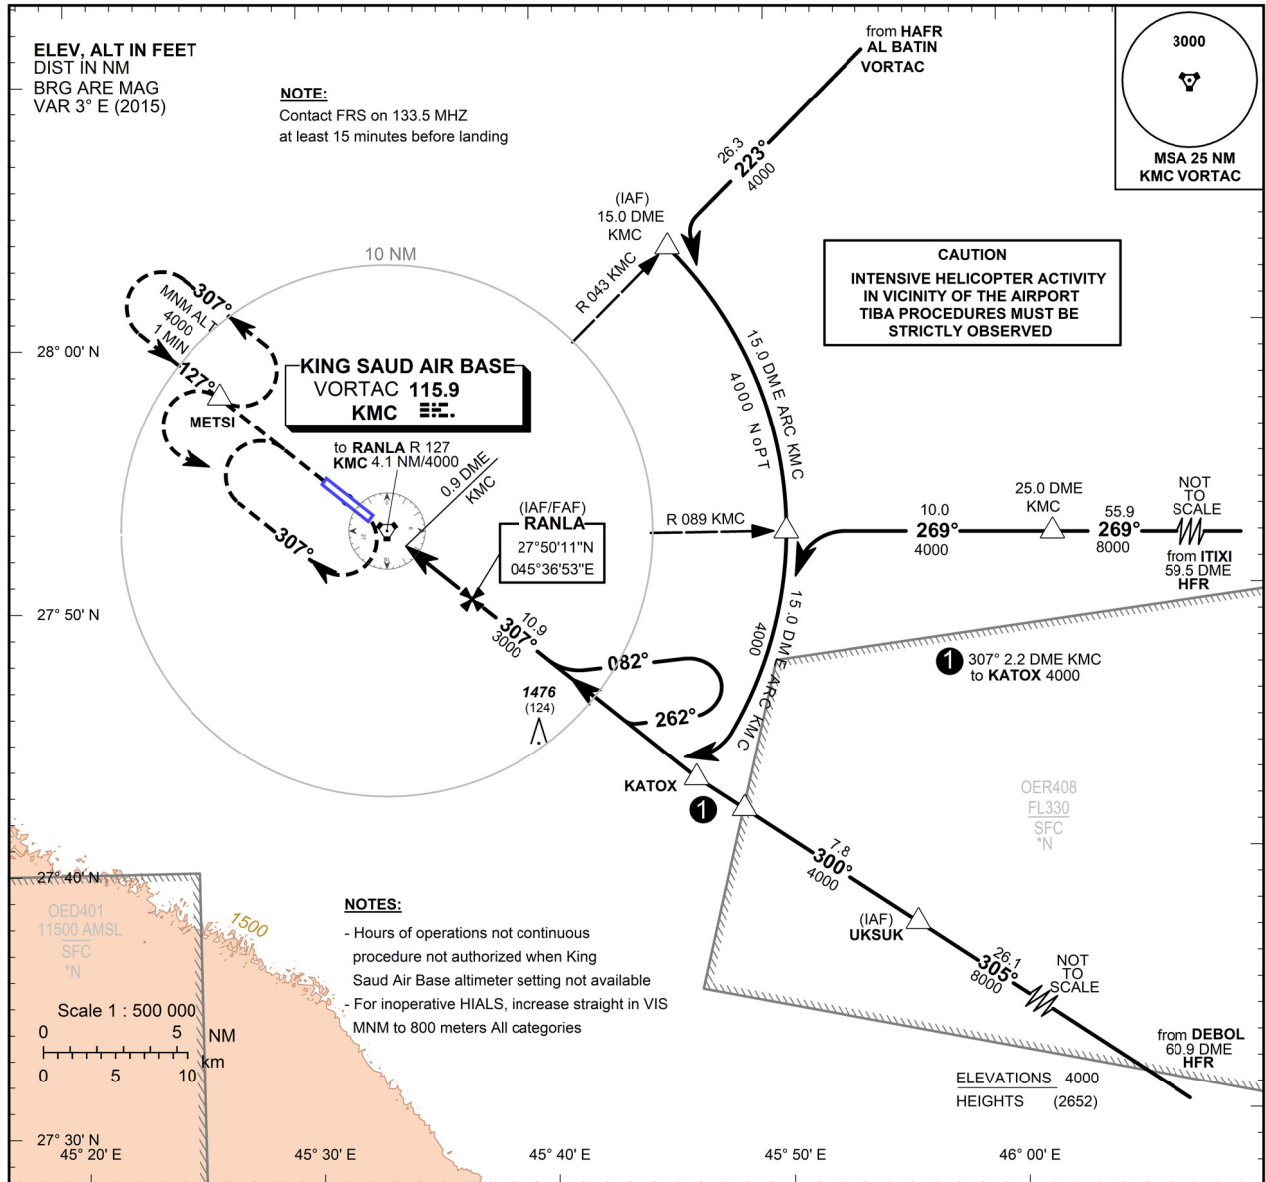 ELEV, ALT IN FEET
DIST IN NM
BRG ARE MAG
VAR 3° E (2015)
NOTE:
Contact FRS on 133.5 MHZ
at least 15 minutes before landing
from HAFR
AL BATIN
VORTAC
3000
MSA 25 NM
KMC VORTAC
26.3
223°
4000
(IAF)
15.0 DME
KMC
R 043 KMC
10 NM
CAUTION
INTENSIVE HELICOPTER ACTIVITY
IN VICINITY OF THE AIRPORT
TIBA PROCEDURES MUST BE
STRICTLY OBSERVED
307°
MNM ALT
4000
1 MIN
127°
METSI
28° 00' N
KING SAUD AIR BASE
VORTAC 115.9
KMC
to RANLA R 127
KMC 4.1 NM/4000
0.9 DME
KMC
15.0 DME ARC KMC
4000 NoPT
(IAF/FAF)
RANLA
27°50'11"N
045°36'53"E
R 089 KMC
25.0 DME
KMC
NOT
TO
SCALE
10.0
269°
4000
55.9
269°
8000
from ITIXI
59.5 DME
HFR
307°
27° 50' N
10.9
307°
3000
082°
262°
15.0 DME ARC KMC
4000
1 307° 2.2 DME KMC
to KATOX 4000
1476
(124)
KATOX
1
OER408
FL330
SFC
*N
7.8
300°
4000
(IAF)
UKSUK
26.1
305°
8000
NOT
TO
SCALE
from DEBOL
60.9 DME
HFR
27° 40' N
OED401
11500 AMSL
SFC
*N
1500
NOTES:
- Hours of operations not continuous
procedure not authorized when King
Saud Air Base altimeter setting not available
- For inoperative HIALS, increase straight in VIS
MNM to 800 meters All categories
Scale 1 : 500 000
0 5 NM
km
0 5 10
ELEVATIONS 4000
HEIGHTS (2652)
27° 30' N
45° 20' E 45° 30' E 45° 40' E 45° 50' E 46° 00' E